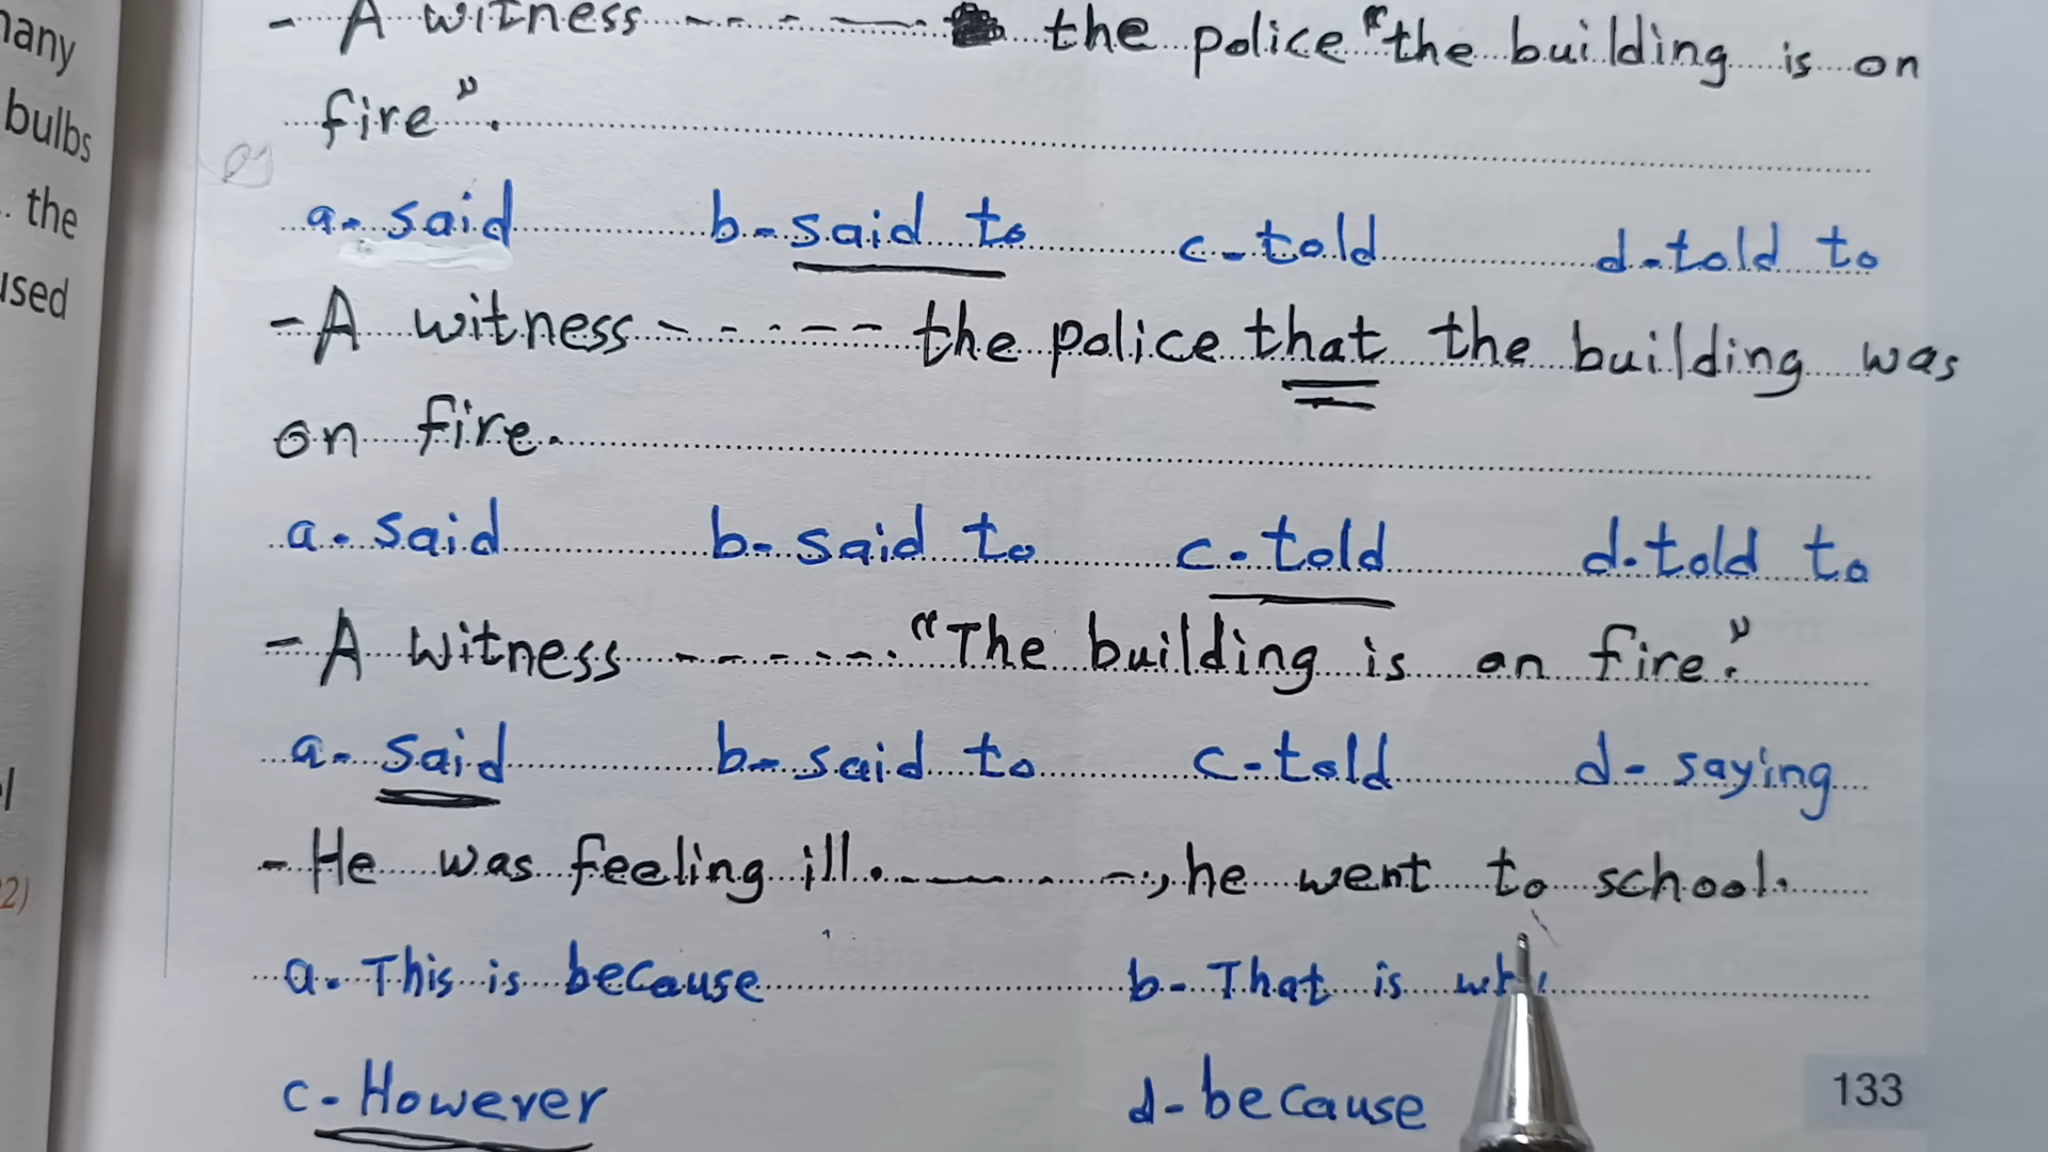 many
bulbs
the
used
2)
- A witness ------- the police "the building is on
fire".
a- said b- said to c- told d- told to
- A witness ------- the police that the building was
on fire.
a- said b- said to c- told d- told to
- A witness ------- "The building is on fire."
a- said b- said to c- told d- saying
- He was feeling ill. -------, he went to school.
a- This is because b- That is
c- However d- because
133